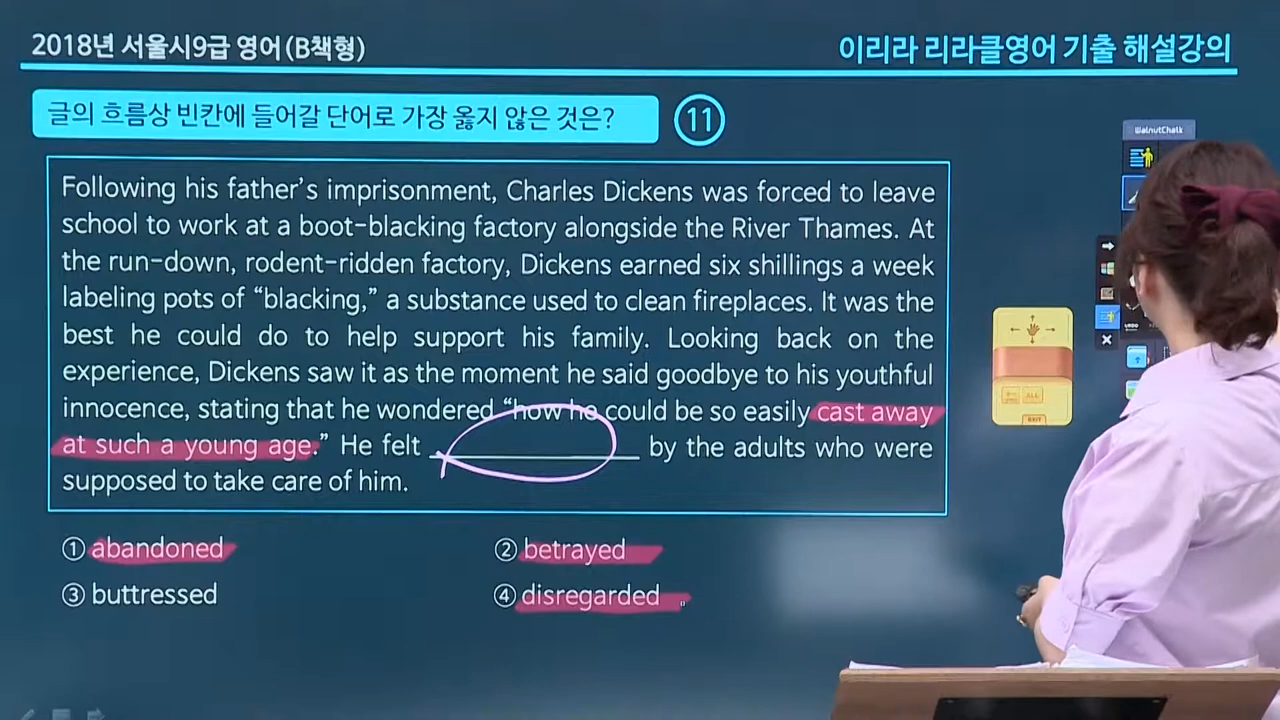 2018년 서울시9급 영어(B책형)
이리라 리라클영어 기출 해설강의
글의 흐름상 빈칸에 들어갈 단어로 가장 옳지 않은 것은?
11
WalnutChalk
Following his father's imprisonment, Charles Dickens was forced to leave
school to work at a boot-blacking factory alongside the River Thames. At
the run-down, rodent-ridden factory, Dickens earned six shillings a week
labeling pots of “blacking,” a substance used to clean fireplaces. It was the
best he could do to help support his family. Looking back on the
experience, Dickens saw it as the moment he said goodbye to his youthful
innocence, stating that he wondered “how he could be so easily cast away
at such a young age.” He felt ____________ by the adults who were
supposed to take care of him.
ALL
EXIT
① abandoned
② betrayed
③ buttressed
④ disregarded